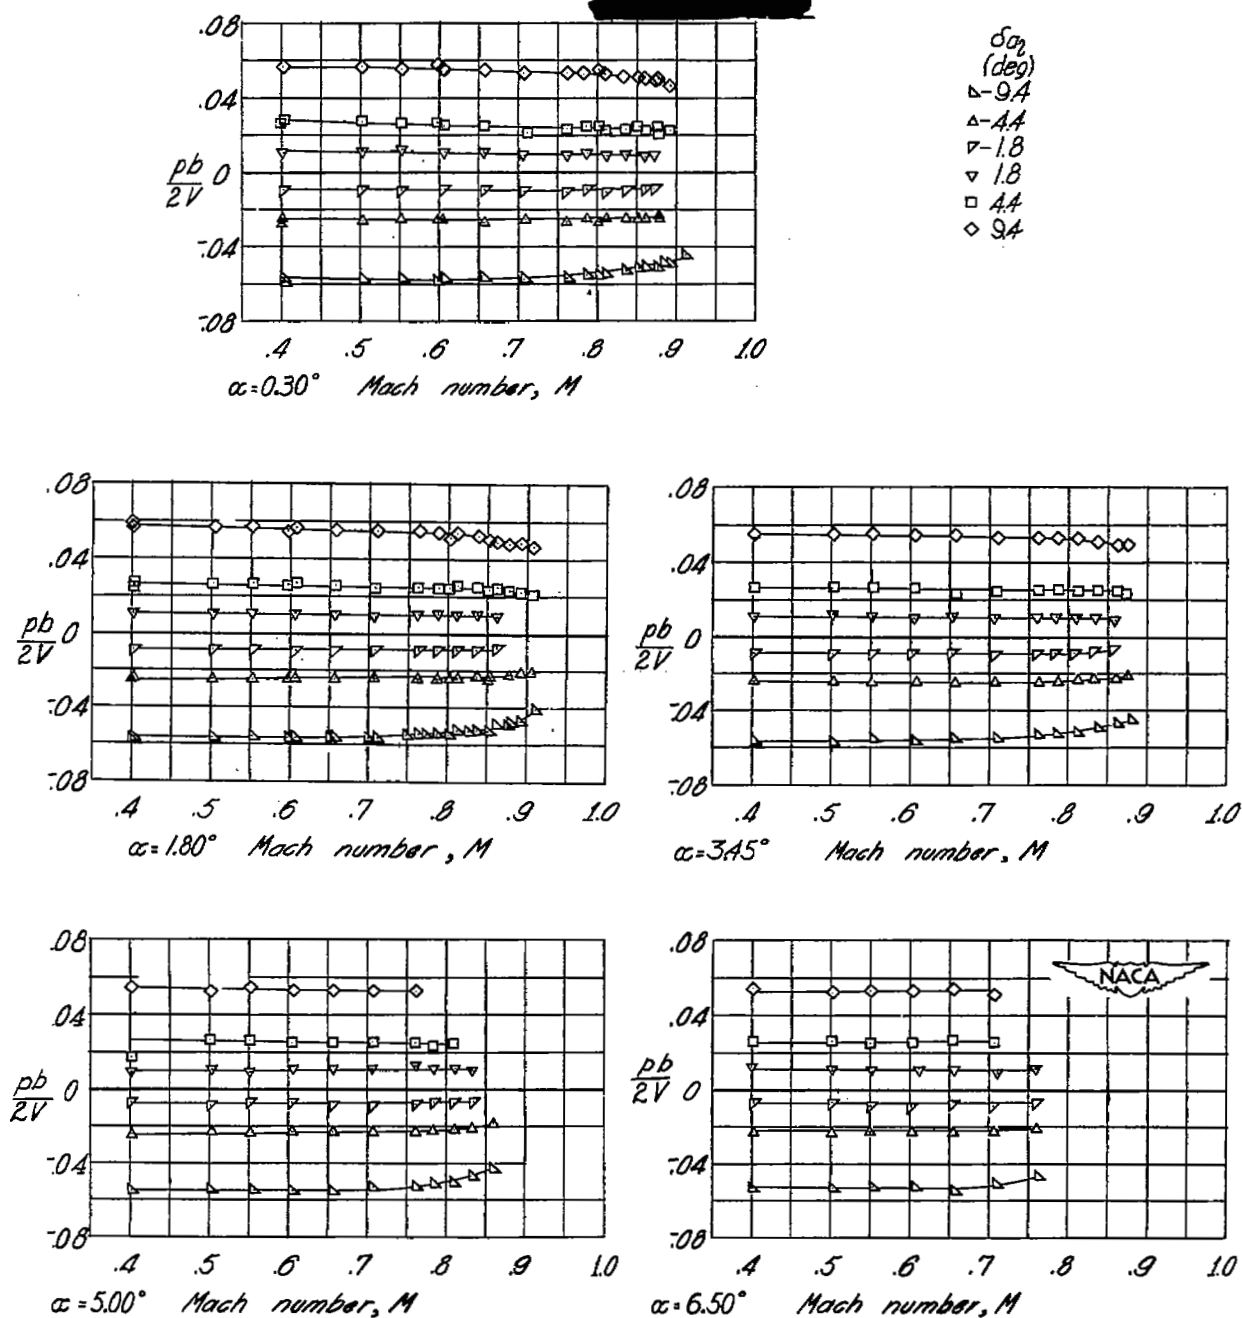 .08
.04
pb/2V 0
-.04
-.08
.4 .5 .6 .7 .8 .9 1.0
α=0.30° Mach number, M
δa₂
(deg)
-9.4
-4.4
-1.8
1.8
4.4
9.4
.08
.04
pb/2V 0
-.04
-.08
.4 .5 .6 .7 .8 .9 1.0
α=1.80° Mach number, M
.08
.04
pb/2V 0
-.04
-.08
.4 .5 .6 .7 .8 .9 1.0
α=3.45° Mach number, M
.08
.04
pb/2V 0
-.04
-.08
.4 .5 .6 .7 .8 .9 1.0
α=5.00° Mach number, M
NACA
.08
.04
pb/2V 0
-.04
-.08
.4 .5 .6 .7 .8 .9 1.0
α=6.50° Mach number, M